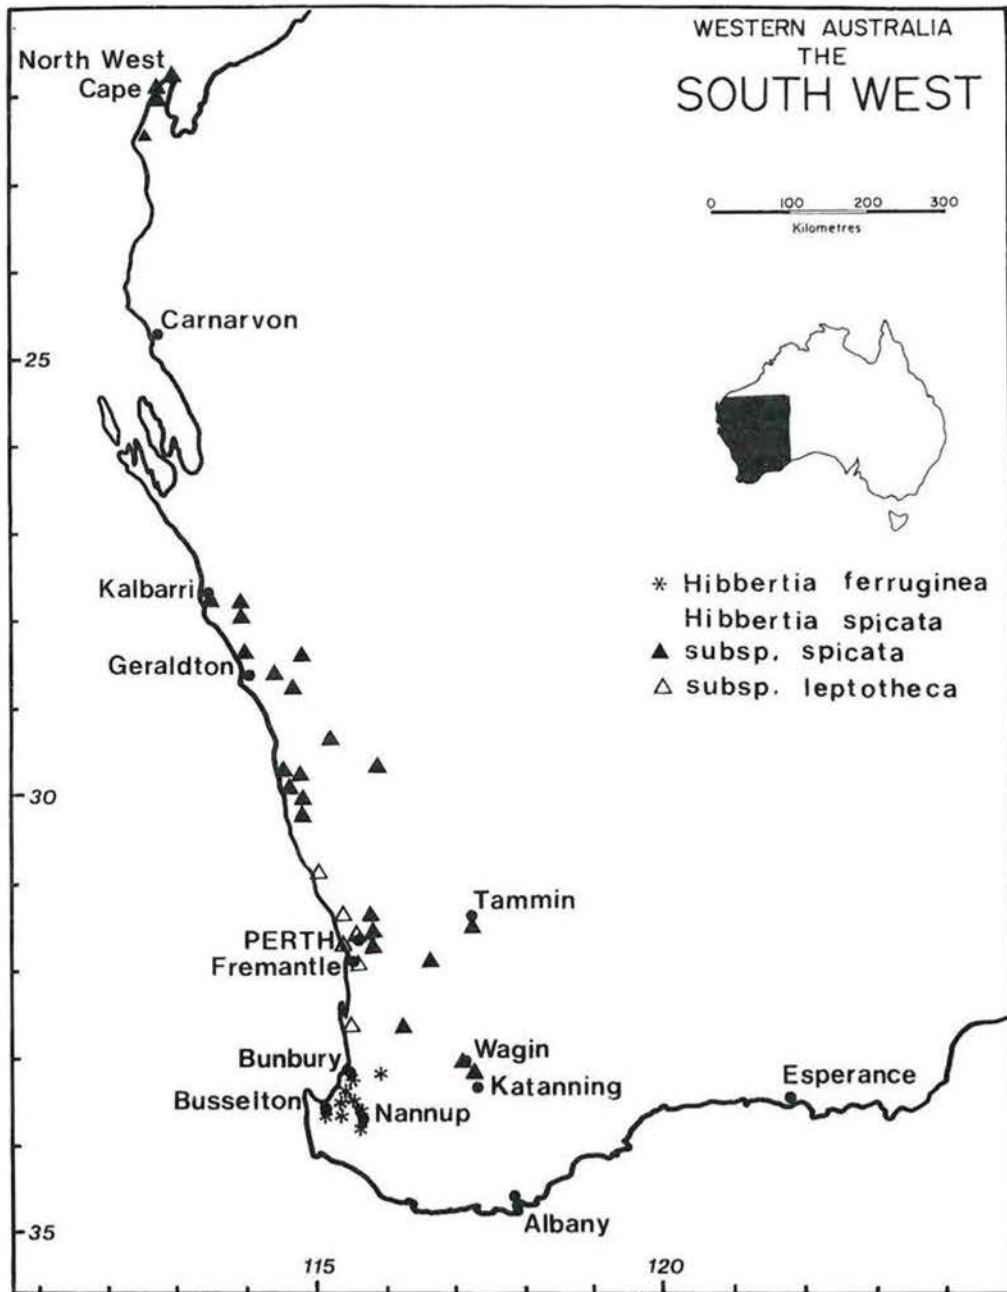 WESTERN AUSTRALIA
THE
SOUTH WEST
0 100 200 300
Kilometres
North West
Cape
Carnarvon
25
Kalbarri
Geraldton
* Hibbertia ferruginea
Hibbertia spicata
▲ subsp. spicata
△ subsp. leptotheca
30
Tammin
PERTH
Fremantle
Bunbury
Wagin
Katanning
Busselton
Nannup
Esperance
Albany
35
115
120